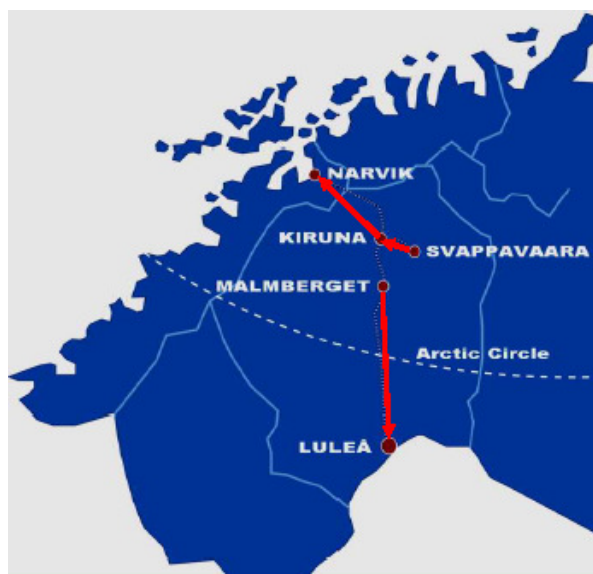 NARVIK
KIRUNA
SVAPPAVAARA
MALMBERGET
Arctic Circle
LULEÅ